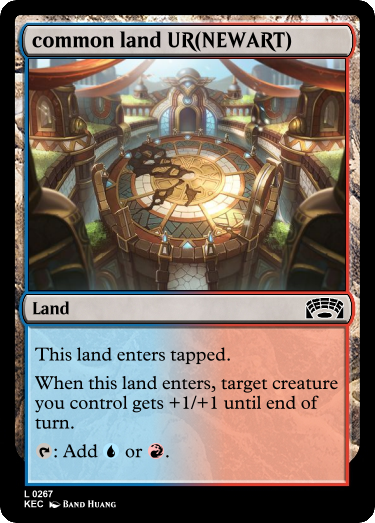 common land UR(NEWART)
Land
This land enters tapped.
When this land enters, target creature
you control gets +1/+1 until end of
turn.
: Add or .
L 0267
KEC Band Huang